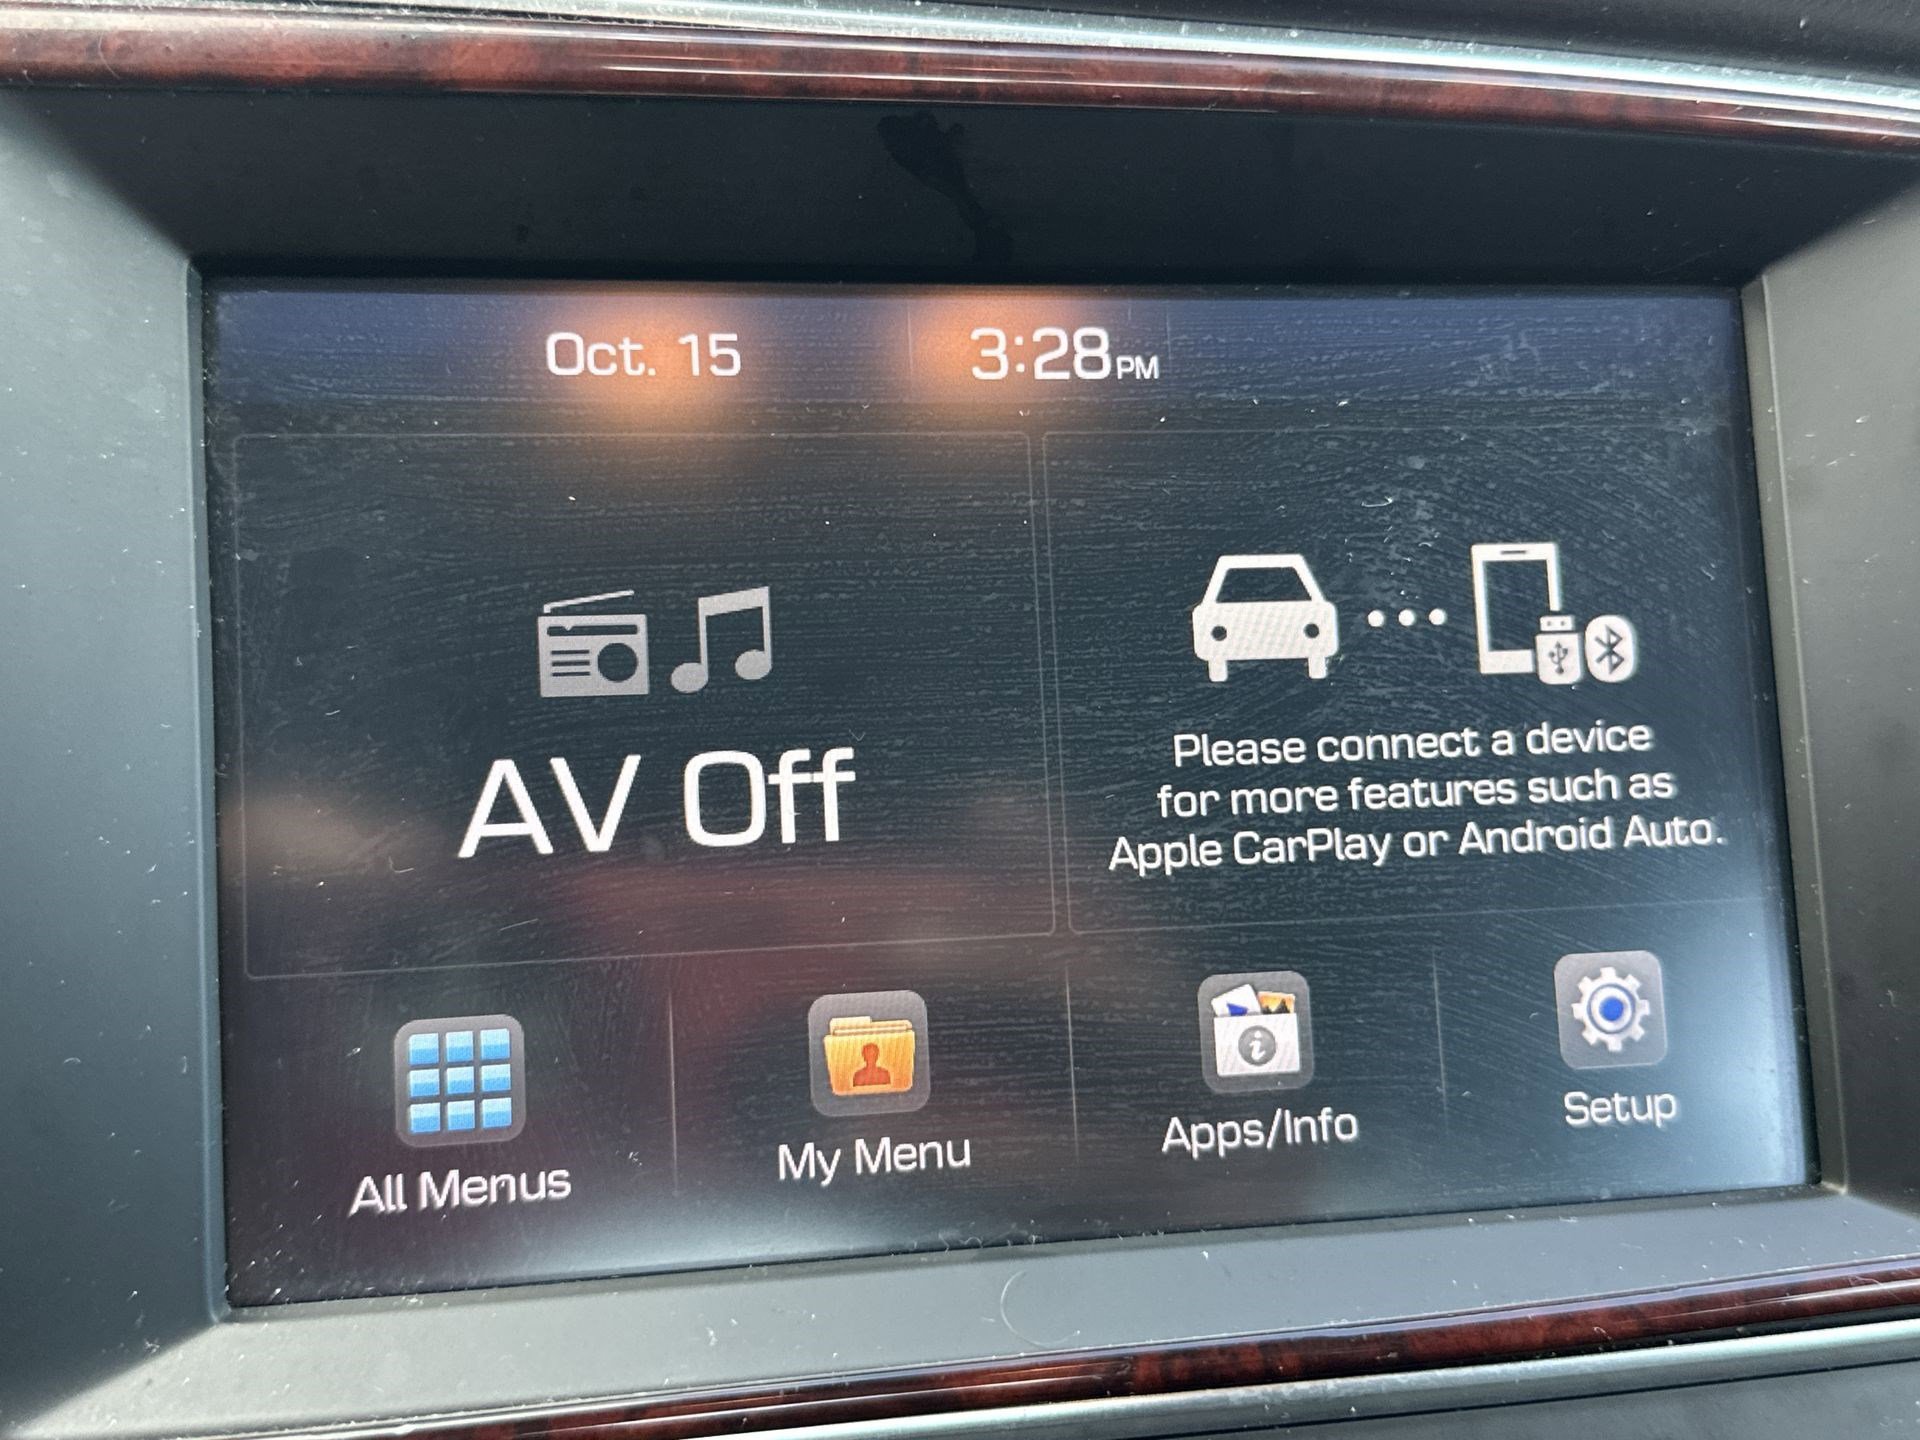 Oct. 15
3:28PM
AV Off
Please connect a device
for more features such as
Apple CarPlay or Android Auto.
All Menus
My Menu
Apps/Info
Setup